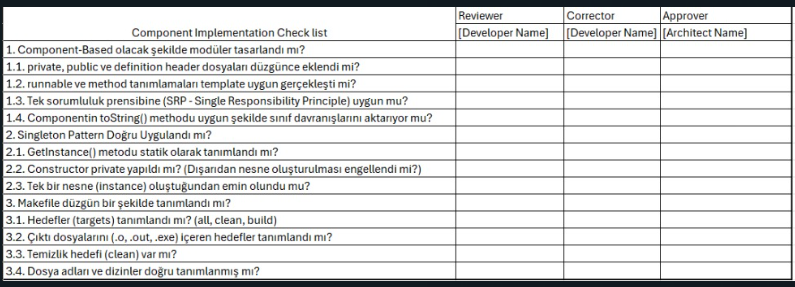 Reviewer Corrector Approver
Component Implementation Check list [Developer Name] [Developer Name] [Architect Name]
1. Component-Based olacak şekilde modüler tasarlandı mı?
1.1. private, public ve definition header dosyaları düzgünce eklendi mi?
1.2. runnable ve method tanımlamaları template uygun gerçekleşti mi?
1.3. Tek sorumluluk prensibine (SRP - Single Responsibility Principle) uygun mu?
1.4. Componentin toString() methodu uygun şekilde sınıf davranışlarını aktarıyor mu?
2. Singleton Pattern Doğru Uygulandı mı?
2.1. GetInstance() metodu statik olarak tanımlandı mı?
2.2. Constructor private yapıldı mı? (Dışarıdan nesne oluşturulması engellendi mi?)
2.3. Tek bir nesne (instance) oluştuğundan emin olundu mu?
3. Makefile düzgün bir şekilde tanımlandı mı?
3.1. Hedefler (targets) tanımlandı mı? (all, clean, build)
3.2. Çıktı dosyalarını (.o, .out, .exe) içeren hedefler tanımlandı mı?
3.3. Temizlik hedefi (clean) var mı?
3.4. Dosya adları ve dizinler doğru tanımlanmış mı?